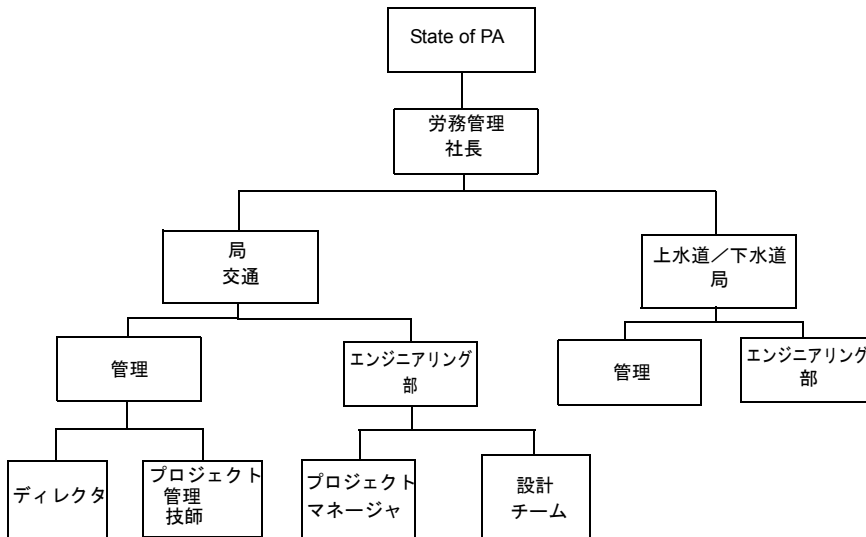 State of PA
労務管理
社長
局
交通
上水道／下水道
局
管理
エンジニアリング
部
管理
エンジニアリング
部
ディレクタ
プロジェクト
管理
技師
プロジェクト
マネージャ
設計
チーム